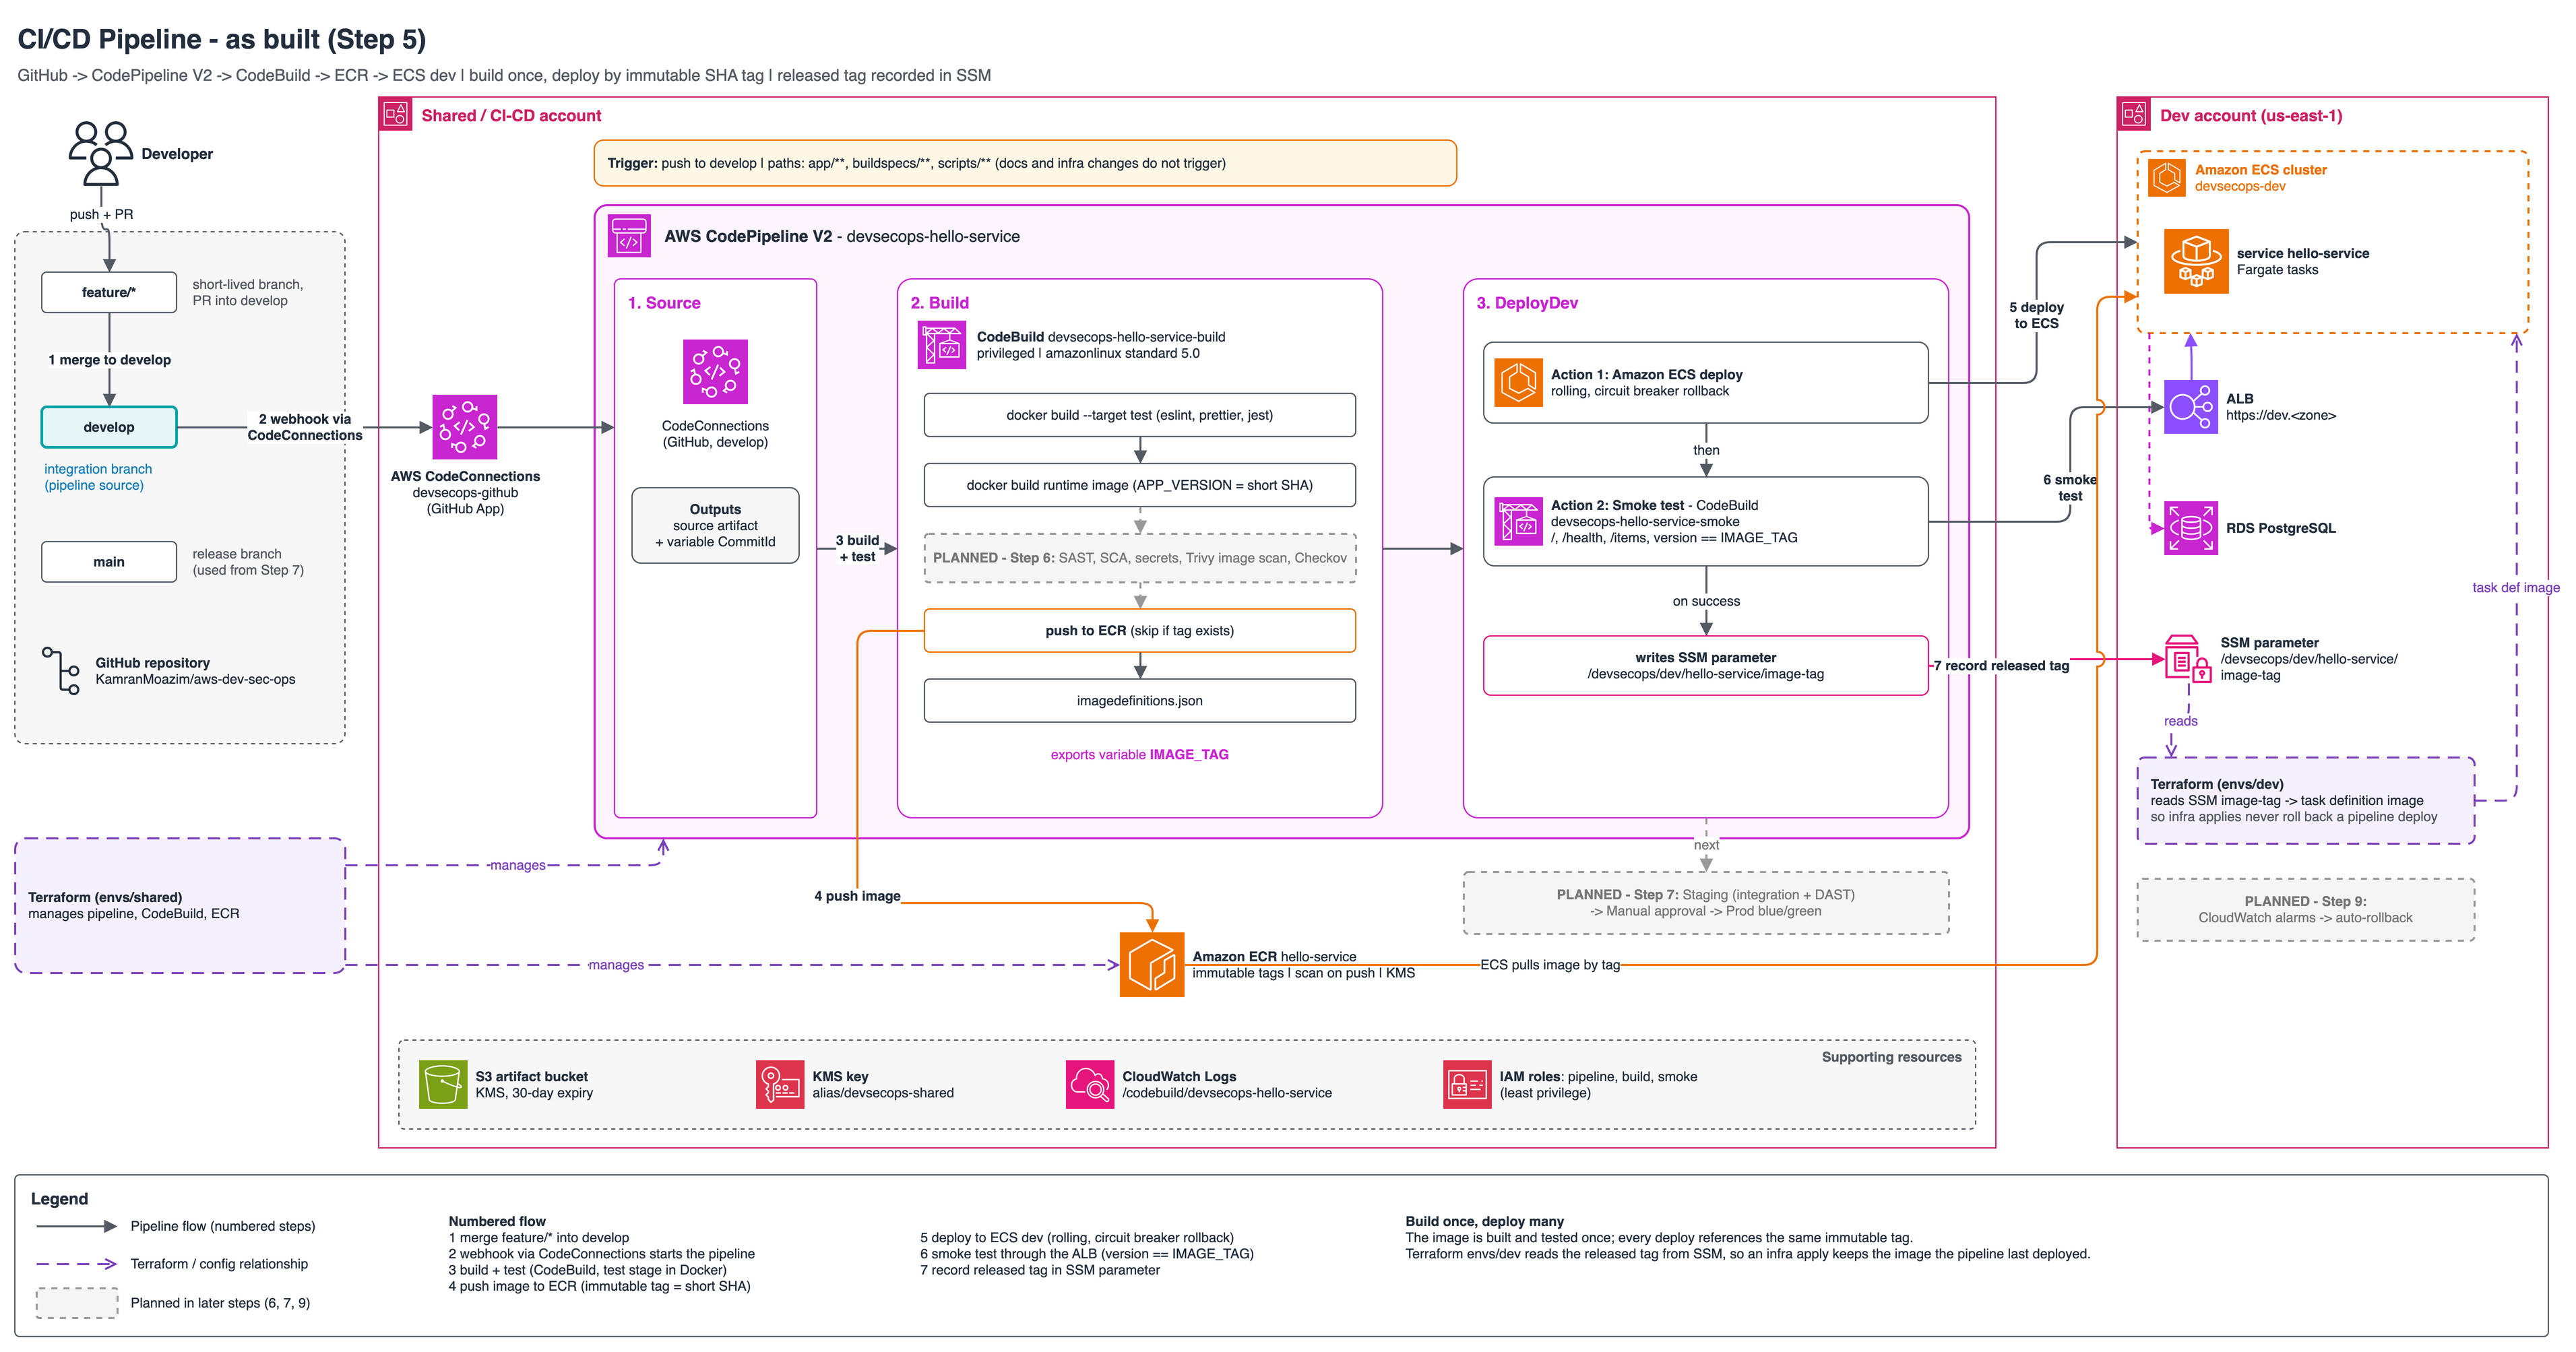 CI/CD Pipeline - as built (Step 5)
GitHub -> CodePipeline V2 -> CodeBuild -> ECR -> ECS dev | build once, deploy by immutable SHA tag | released tag recorded in SSM
Developer
push + PR
feature/*
short-lived branch,
PR into develop
1 merge to develop
develop
integration branch
(pipeline source)
2 webhook via
CodeConnections
main
release branch
(used from Step 7)
GitHub repository
KamranMoazim/aws-dev-sec-ops
Terraform (envs/shared)
manages pipeline, CodeBuild, ECR
manages
manages
Shared / CI-CD account
Trigger: push to develop | paths: app/**, buildspecs/**, scripts/** (docs and infra changes do not trigger)
AWS CodeConnections
devsecops-github
(GitHub App)
AWS CodePipeline V2 - devsecops-hello-service
1. Source
CodeConnections
(GitHub, develop)
Outputs
source artifact
+ variable CommitId
3 build
+ test
2. Build
CodeBuild devsecops-hello-service-build
privileged | amazonlinux standard 5.0
docker build --target test (eslint, prettier, jest)
docker build runtime image (APP_VERSION = short SHA)
PLANNED - Step 6: SAST, SCA, secrets, Trivy image scan, Checkov
push to ECR (skip if tag exists)
imagedefinitions.json
exports variable IMAGE_TAG
3. DeployDev
Action 1: Amazon ECS deploy
rolling, circuit breaker rollback
then
Action 2: Smoke test - CodeBuild
devsecops-hello-service-smoke
/, /health, /items, version == IMAGE_TAG
on success
writes SSM parameter
/devsecops/dev/hello-service/image-tag
next
PLANNED - Step 7: Staging (integration + DAST)
-> Manual approval -> Prod blue/green
4 push image
Amazon ECR hello-service
immutable tags | scan on push | KMS
ECS pulls image by tag
Supporting resources
S3 artifact bucket
KMS, 30-day expiry
KMS key
alias/devsecops-shared
CloudWatch Logs
/codebuild/devsecops-hello-service
IAM roles: pipeline, build, smoke
(least privilege)
5 deploy
to ECS
6 smoke
test
7 record released tag
Dev account (us-east-1)
Amazon ECS cluster
devsecops-dev
service hello-service
Fargate tasks
ALB
https://dev.<zone>
RDS PostgreSQL
task def image
SSM parameter
/devsecops/dev/hello-service/
image-tag
reads
Terraform (envs/dev)
reads SSM image-tag -> task definition image
so infra applies never roll back a pipeline deploy
PLANNED - Step 9:
CloudWatch alarms -> auto-rollback
Legend
Pipeline flow (numbered steps)
Terraform / config relationship
Planned in later steps (6, 7, 9)
Numbered flow
1 merge feature/* into develop
2 webhook via CodeConnections starts the pipeline
3 build + test (CodeBuild, test stage in Docker)
4 push image to ECR (immutable tag = short SHA)
5 deploy to ECS dev (rolling, circuit breaker rollback)
6 smoke test through the ALB (version == IMAGE_TAG)
7 record released tag in SSM parameter
Build once, deploy many
The image is built and tested once; every deploy references the same immutable tag.
Terraform envs/dev reads the released tag from SSM, so an infra apply keeps the image the pipeline last deployed.